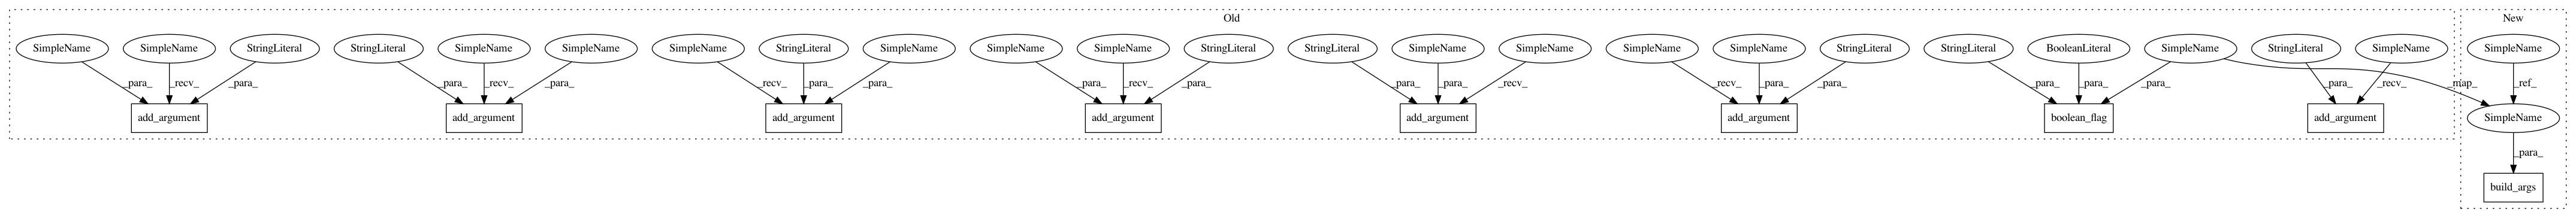 Old New
SimpleName SimpleName StringLiteral StringLiteral SimpleName SimpleName SimpleName StringLiteral SimpleName SimpleName SimpleName StringLiteral StringLiteral SimpleName SimpleName SimpleName SimpleName StringLiteral StringLiteral BooleanLiteral SimpleName StringLiteral SimpleName SimpleName
_para_ _recv_ _para_ _para_ _recv_ _para_ _recv_ _para_ _para_ _para_ _recv_ _para_ _para_ _para_ _recv_ _recv_ _para_ _para_ _para_ _para_ _para_ _para_ _recv_ _map_ _ref_
add_argument add_argument add_argument add_argument add_argument add_argument boolean_flag add_argument SimpleName
_para_
build_args